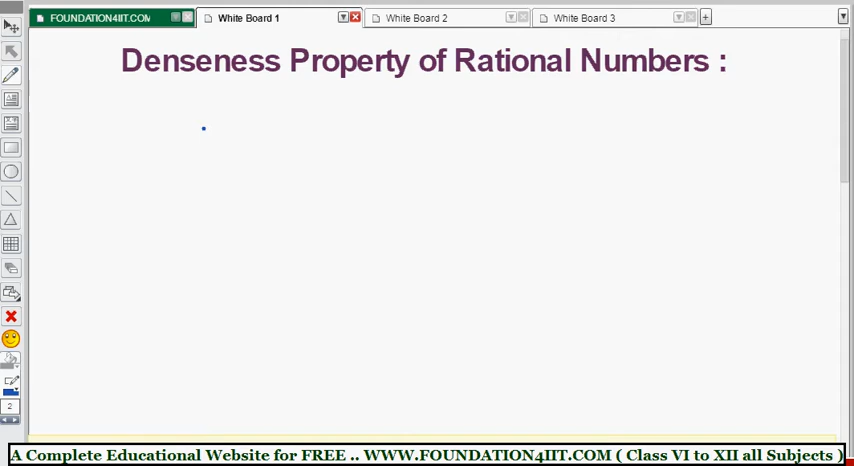 FOUNDATION4IIT.COM White Board 1 White Board 2 White Board 3
Denseness Property of Rational Numbers :
2
A Complete Educational Website for FREE .. WWW.FOUNDATION4IIT.COM ( Class VI to XII all Subjects )